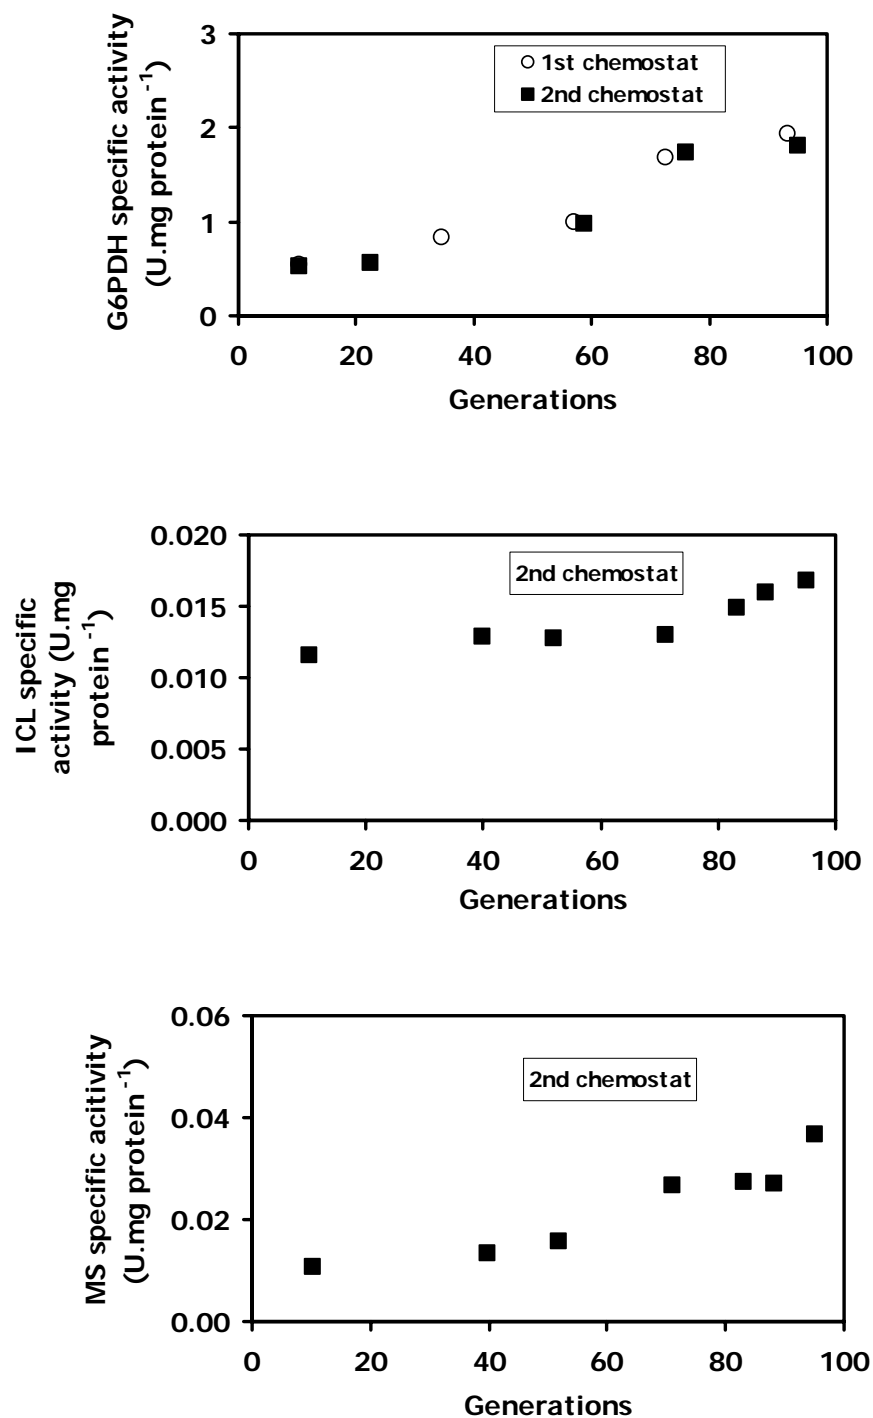 G6PDH specific activity
(U.mg protein⁻¹)
3
2
1
0
1st chemostat
2nd chemostat
0 20 40 60 80 100
Generations
ICL specific
activity (U.mg
protein⁻¹)
0.020
0.015
0.010
0.005
0.000
2nd chemostat
0 20 40 60 80 100
Generations
MS specific acitivity
(U.mg protein⁻¹)
0.06
0.04
0.02
0.00
2nd chemostat
0 20 40 60 80 100
Generations